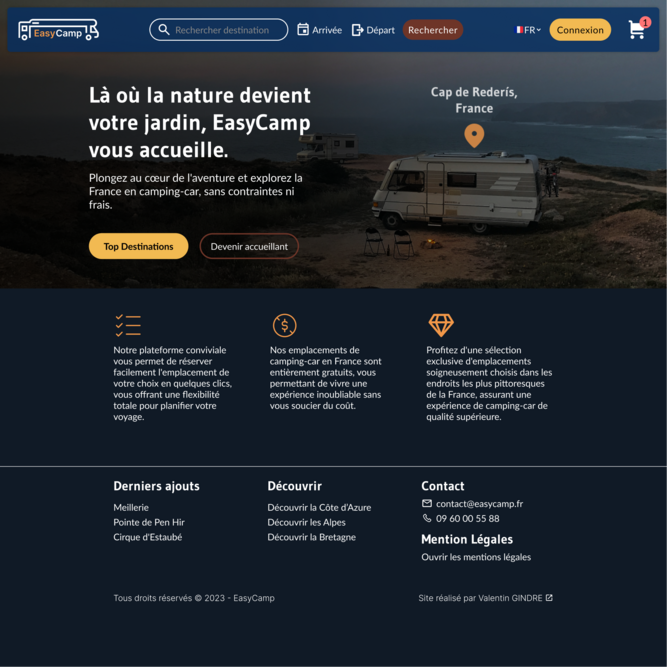 EasyCamp
Rechercher destination
Arrivée
Départ
Rechercher
FR
Connexion
1
Là où la nature devient
votre jardin, EasyCamp
vous accueille.
Plongez au cœur de l'aventure et explorez la
France en camping-car, sans contraintes ni
frais.
Top Destinations
Devenir accueillant
Cap de Rederís,
France
Notre plateforme conviviale
vous permet de réserver
facilement l'emplacement de
votre choix en quelques clics,
vous offrant une flexibilité
totale pour planifier votre
voyage.
Nos emplacements de
camping-car en France sont
entièrement gratuits, vous
permettant de vivre une
expérience inoubliable sans
vous soucier du coût.
Profitez d'une sélection
exclusive d'emplacements
soigneusement choisis dans les
endroits les plus pittoresques
de la France, assurant une
expérience de camping-car de
qualité supérieure.
Derniers ajouts
Meillerie
Pointe de Pen Hir
Cirque d'Estaubé
Découvrir
Découvrir la Côte d'Azure
Découvrir les Alpes
Découvrir la Bretagne
Contact
contact@easycamp.fr
09 60 00 55 88
Mention Légales
Ouvrir les mentions légales
Tous droits réservés © 2023 - EasyCamp
Site réalisé par Valentin GINDRE